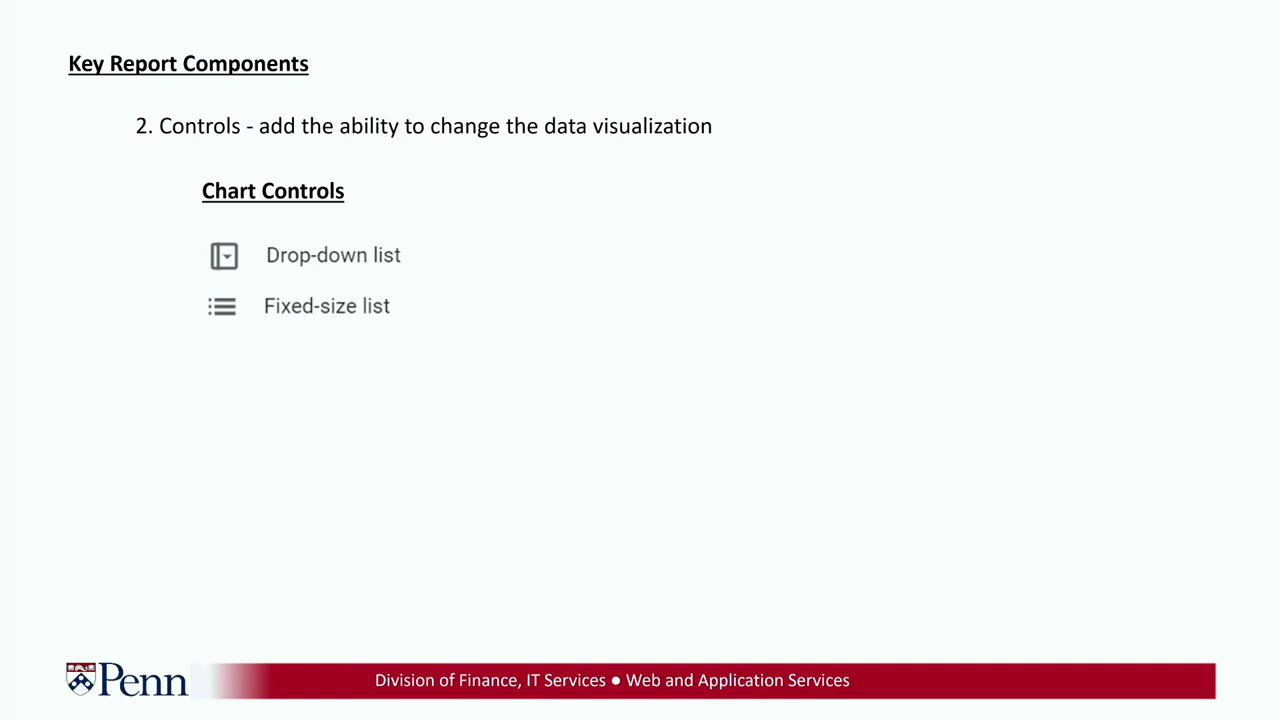 Key Report Components
2. Controls - add the ability to change the data visualization
Chart Controls
Drop-down list
Fixed-size list
Penn
Division of Finance, IT Services ● Web and Application Services